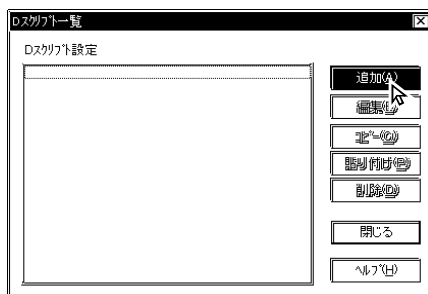 Dｽｸﾘﾌﾟﾄ一覧
Dｽｸﾘﾌﾟﾄ設定
追加(A)
編集(E)
ｺﾋﾟｰ(C)
貼り付け(P)
削除(D)
閉じる
ﾍﾙﾌﾟ(H)